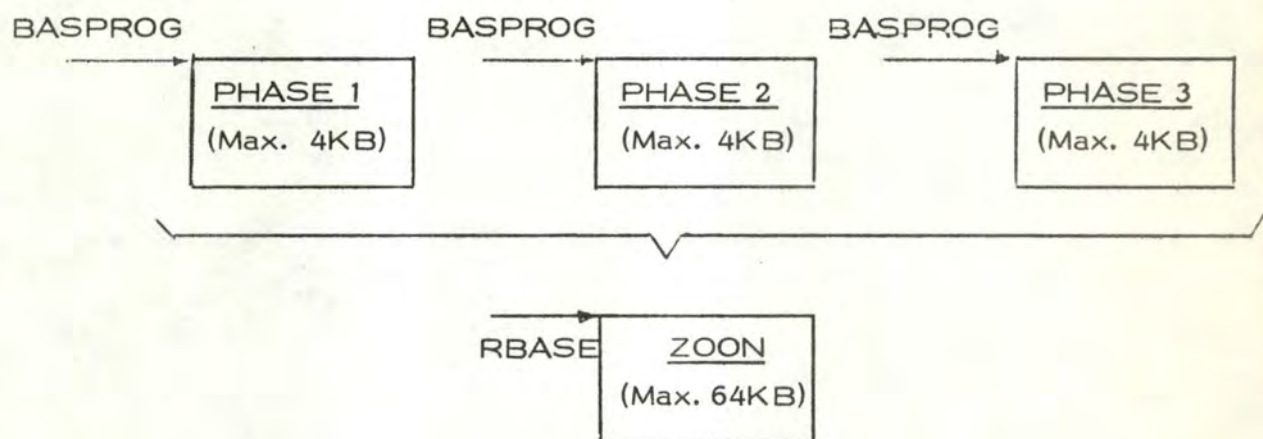 BASPROG BASPROG BASPROG
PHASE 1 PHASE 2 PHASE 3
(Max. 4KB) (Max. 4KB) (Max. 4KB)
RBASE ZOON
(Max. 64KB)